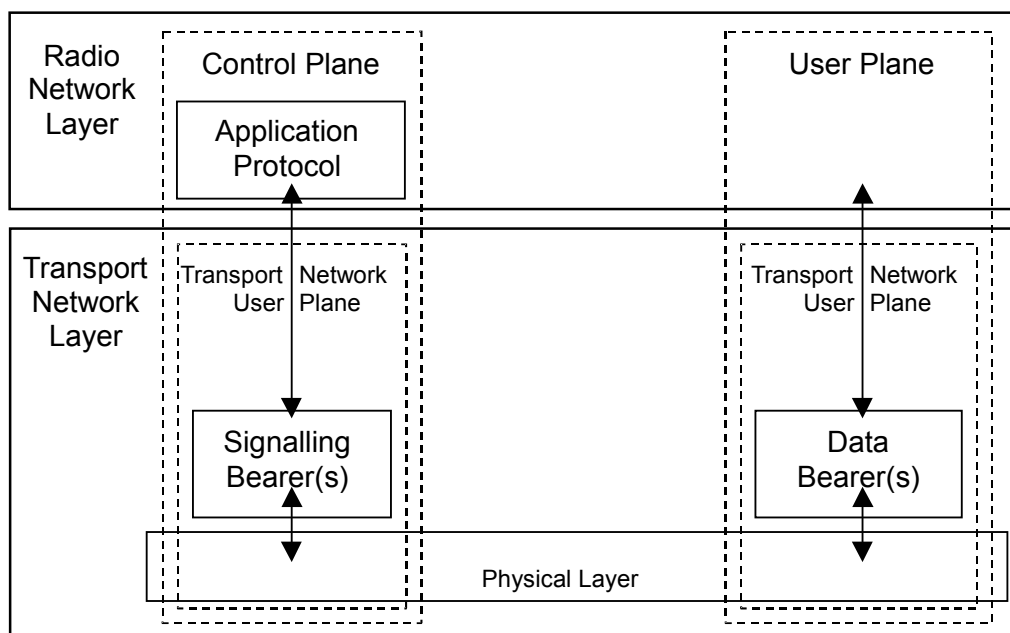 Radio
Network
Layer
Control Plane
User Plane
Application
Protocol
Transport
Network
Layer
Transport Network
User Plane
Transport Network
User Plane
Signalling
Bearer(s)
Data
Bearer(s)
Physical Layer